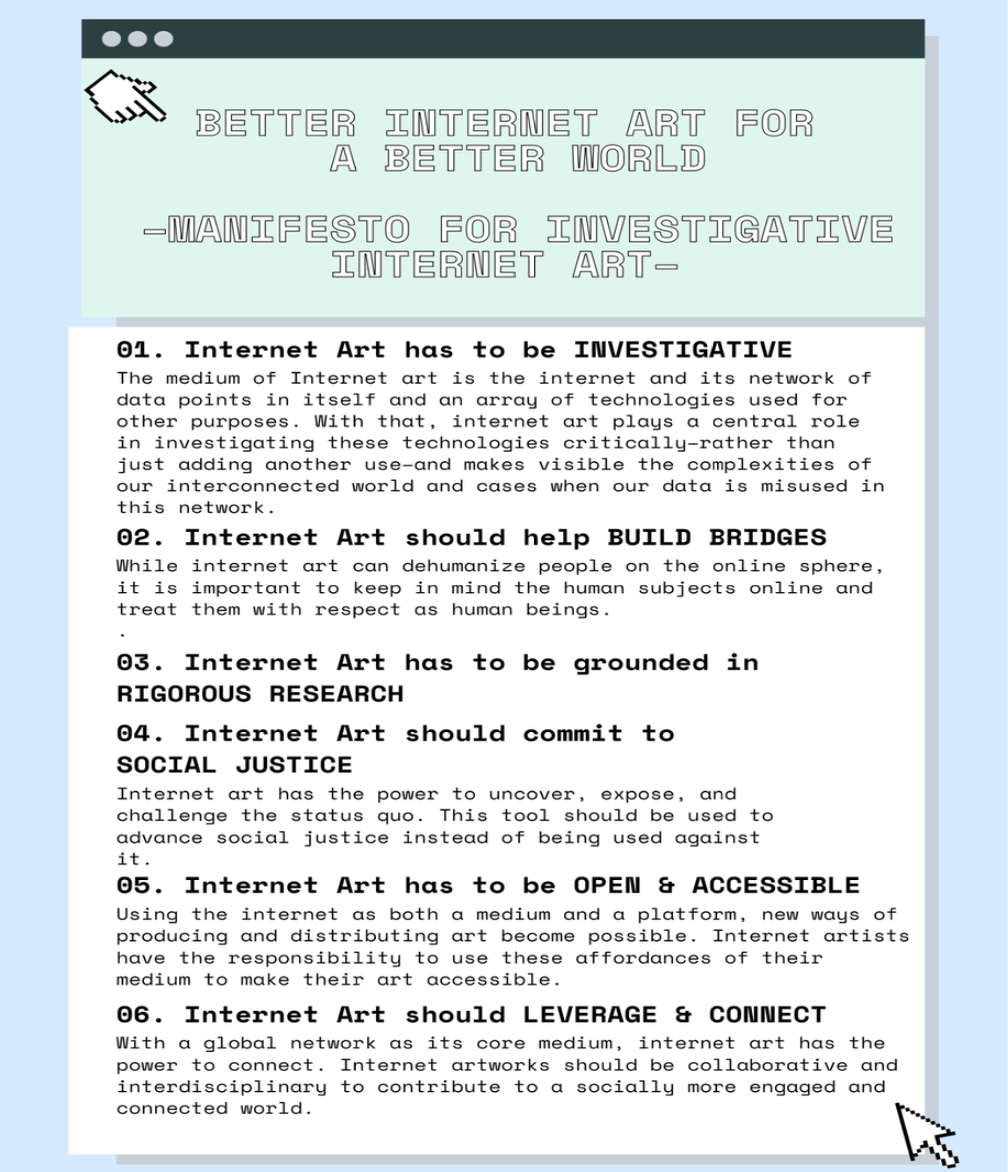 BETTER INTERNET ART FOR
A BETTER WORLD
–MANIFESTO FOR INVESTIGATIVE
INTERNET ART–
01. Internet Art has to be INVESTIGATIVE
The medium of Internet art is the internet and its network of
data points in itself and an array of technologies used for
other purposes. With that, internet art plays a central role
in investigating these technologies critically–rather than
just adding another use–and makes visible the complexities of
our interconnected world and cases when our data is misused in
this network.
02. Internet Art should help BUILD BRIDGES
While internet art can dehumanize people on the online sphere,
it is important to keep in mind the human subjects online and
treat them with respect as human beings.
.
03. Internet Art has to be grounded in
RIGOROUS RESEARCH
04. Internet Art should commit to
SOCIAL JUSTICE
Internet art has the power to uncover, expose, and
challenge the status quo. This tool should be used to
advance social justice instead of being used against
it.
05. Internet Art has to be OPEN & ACCESSIBLE
Using the internet as both a medium and a platform, new ways of
producing and distributing art become possible. Internet artists
have the responsibility to use these affordances of their
medium to make their art accessible.
06. Internet Art should LEVERAGE & CONNECT
With a global network as its core medium, internet art has the
power to connect. Internet artworks should be collaborative and
interdisciplinary to contribute to a socially more engaged and
connected world.